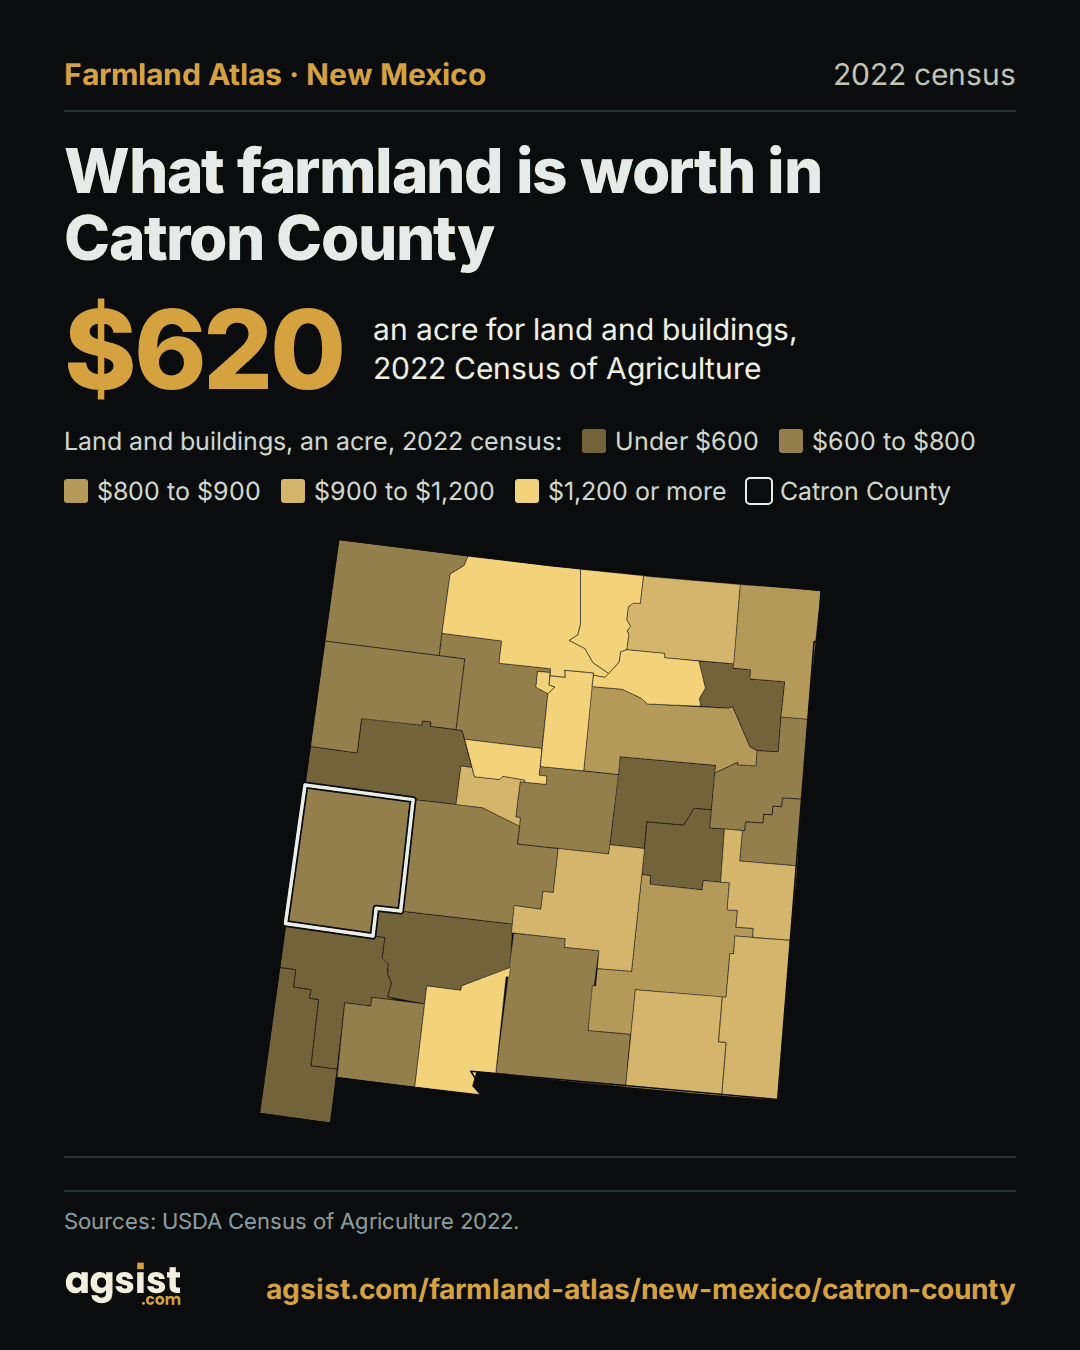 Farmland Atlas · New Mexico
2022 census
What farmland is worth in
Catron County
$620
an acre for land and buildings,
2022 Census of Agriculture
Land and buildings, an acre, 2022 census: Under $600 $600 to $800
$800 to $900 $900 to $1,200 $1,200 or more Catron County
Sources: USDA Census of Agriculture 2022.
agsist
.com
agsist.com/farmland-atlas/new-mexico/catron-county